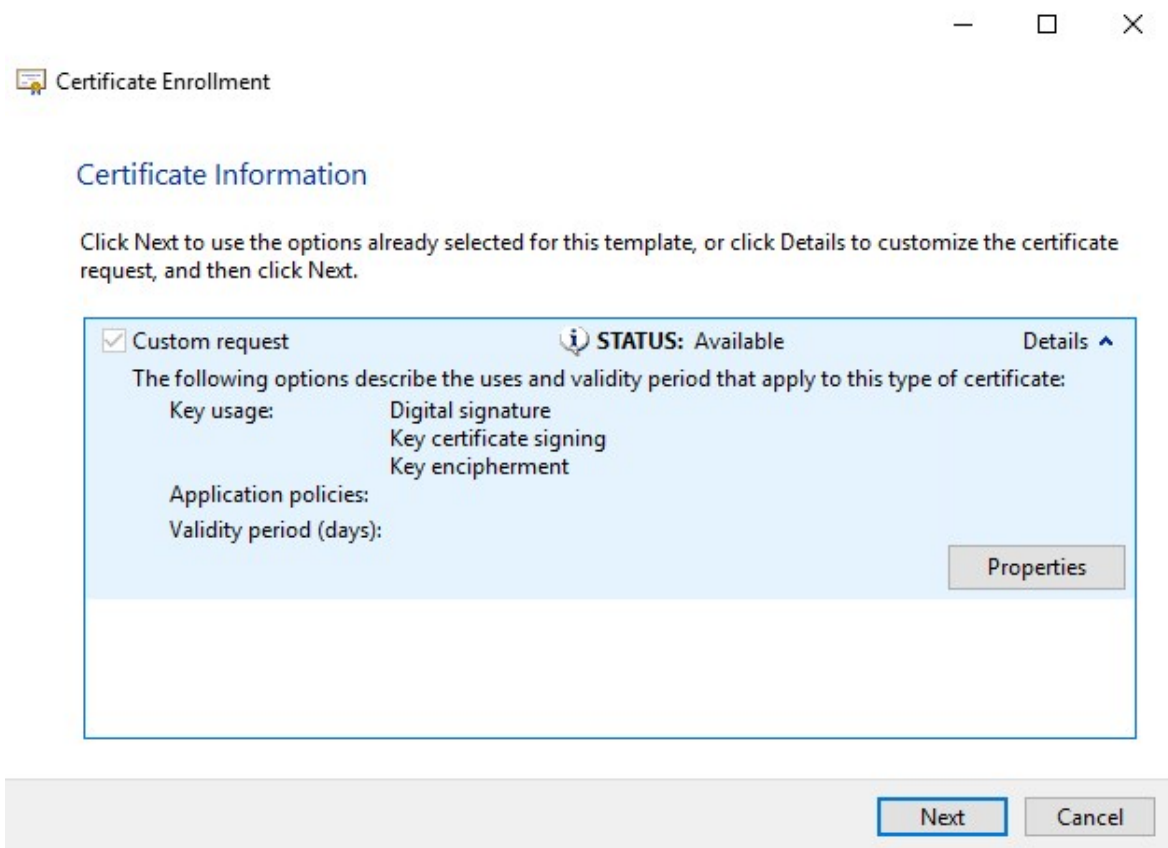 Certificate Enrollment
Certificate Information
Click Next to use the options already selected for this template, or click Details to customize the certificate
request, and then click Next.
Custom request STATUS: Available Details
The following options describe the uses and validity period that apply to this type of certificate:
Key usage: Digital signature
Key certificate signing
Key encipherment
Application policies:
Validity period (days):
Properties
Next Cancel